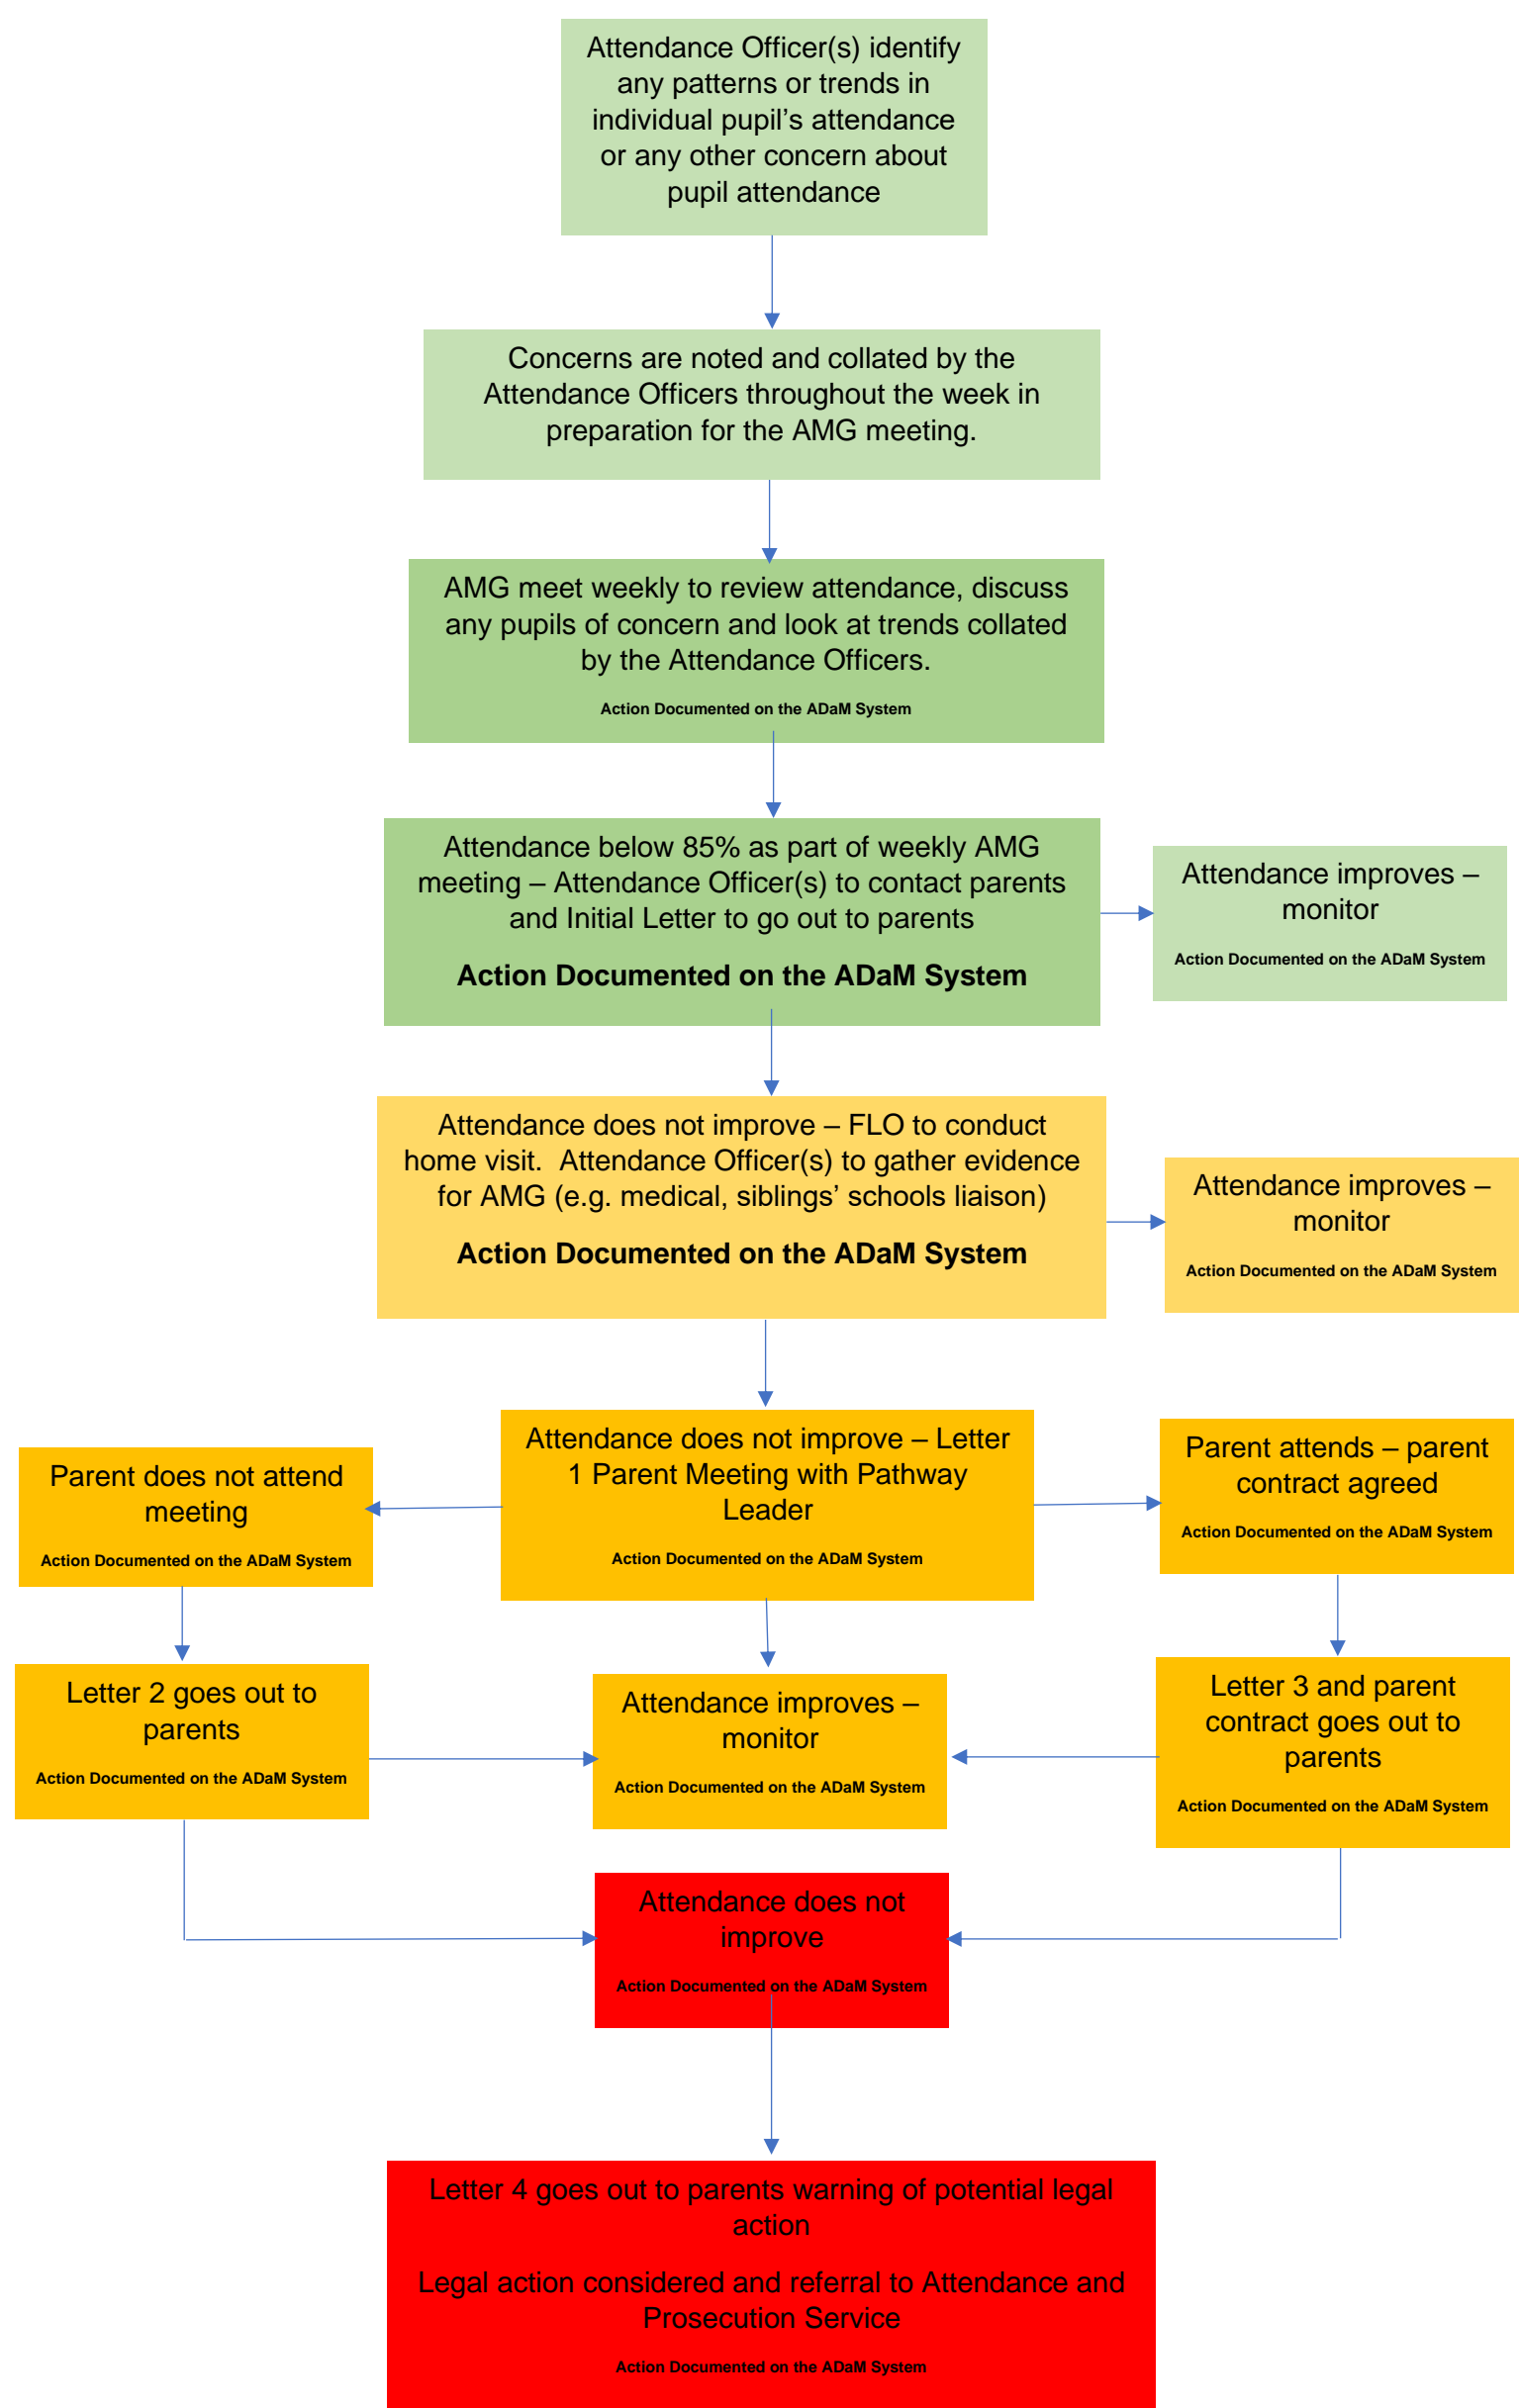 Attendance Officer(s) identify
any patterns or trends in
individual pupil’s attendance
or any other concern about
pupil attendance
Concerns are noted and collated by the
Attendance Officers throughout the week in
preparation for the AMG meeting.
AMG meet weekly to review attendance, discuss
any pupils of concern and look at trends collated
by the Attendance Officers.
Action Documented on the ADaM System
Attendance below 85% as part of weekly AMG
meeting – Attendance Officer(s) to contact parents
and Initial Letter to go out to parents
Action Documented on the ADaM System
Attendance improves –
monitor
Action Documented on the ADaM System
Attendance does not improve – FLO to conduct
home visit.  Attendance Officer(s) to gather evidence
for AMG (e.g. medical, siblings’ schools liaison)
Action Documented on the ADaM System
Attendance improves –
monitor
Action Documented on the ADaM System
Parent does not attend
meeting
Action Documented on the ADaM System
Attendance does not improve – Letter
1 Parent Meeting with Pathway
Leader
Action Documented on the ADaM System
Parent attends – parent
contract agreed
Action Documented on the ADaM System
Letter 2 goes out to
parents
Action Documented on the ADaM System
Attendance improves –
monitor
Action Documented on the ADaM System
Letter 3 and parent
contract goes out to
parents
Action Documented on the ADaM System
Attendance does not
improve
Action Documented on the ADaM System
Letter 4 goes out to parents warning of potential legal
action
Legal action considered and referral to Attendance and
Prosecution Service
Action Documented on the ADaM System